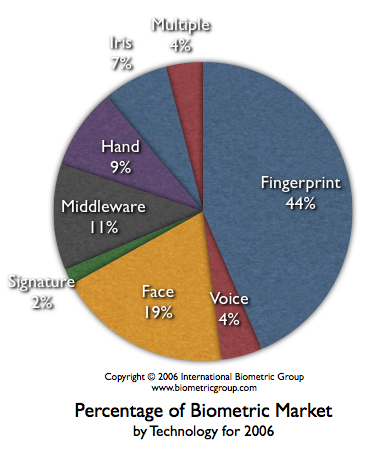 Multiple
4%
Iris
7%
Hand
9%
Fingerprint
44%
Middleware
11%
Signature
2%
Face
19%
Voice
4%
Copyright © 2006 International Biometric Group
www.biometricgroup.com
Percentage of Biometric Market
by Technology for 2006